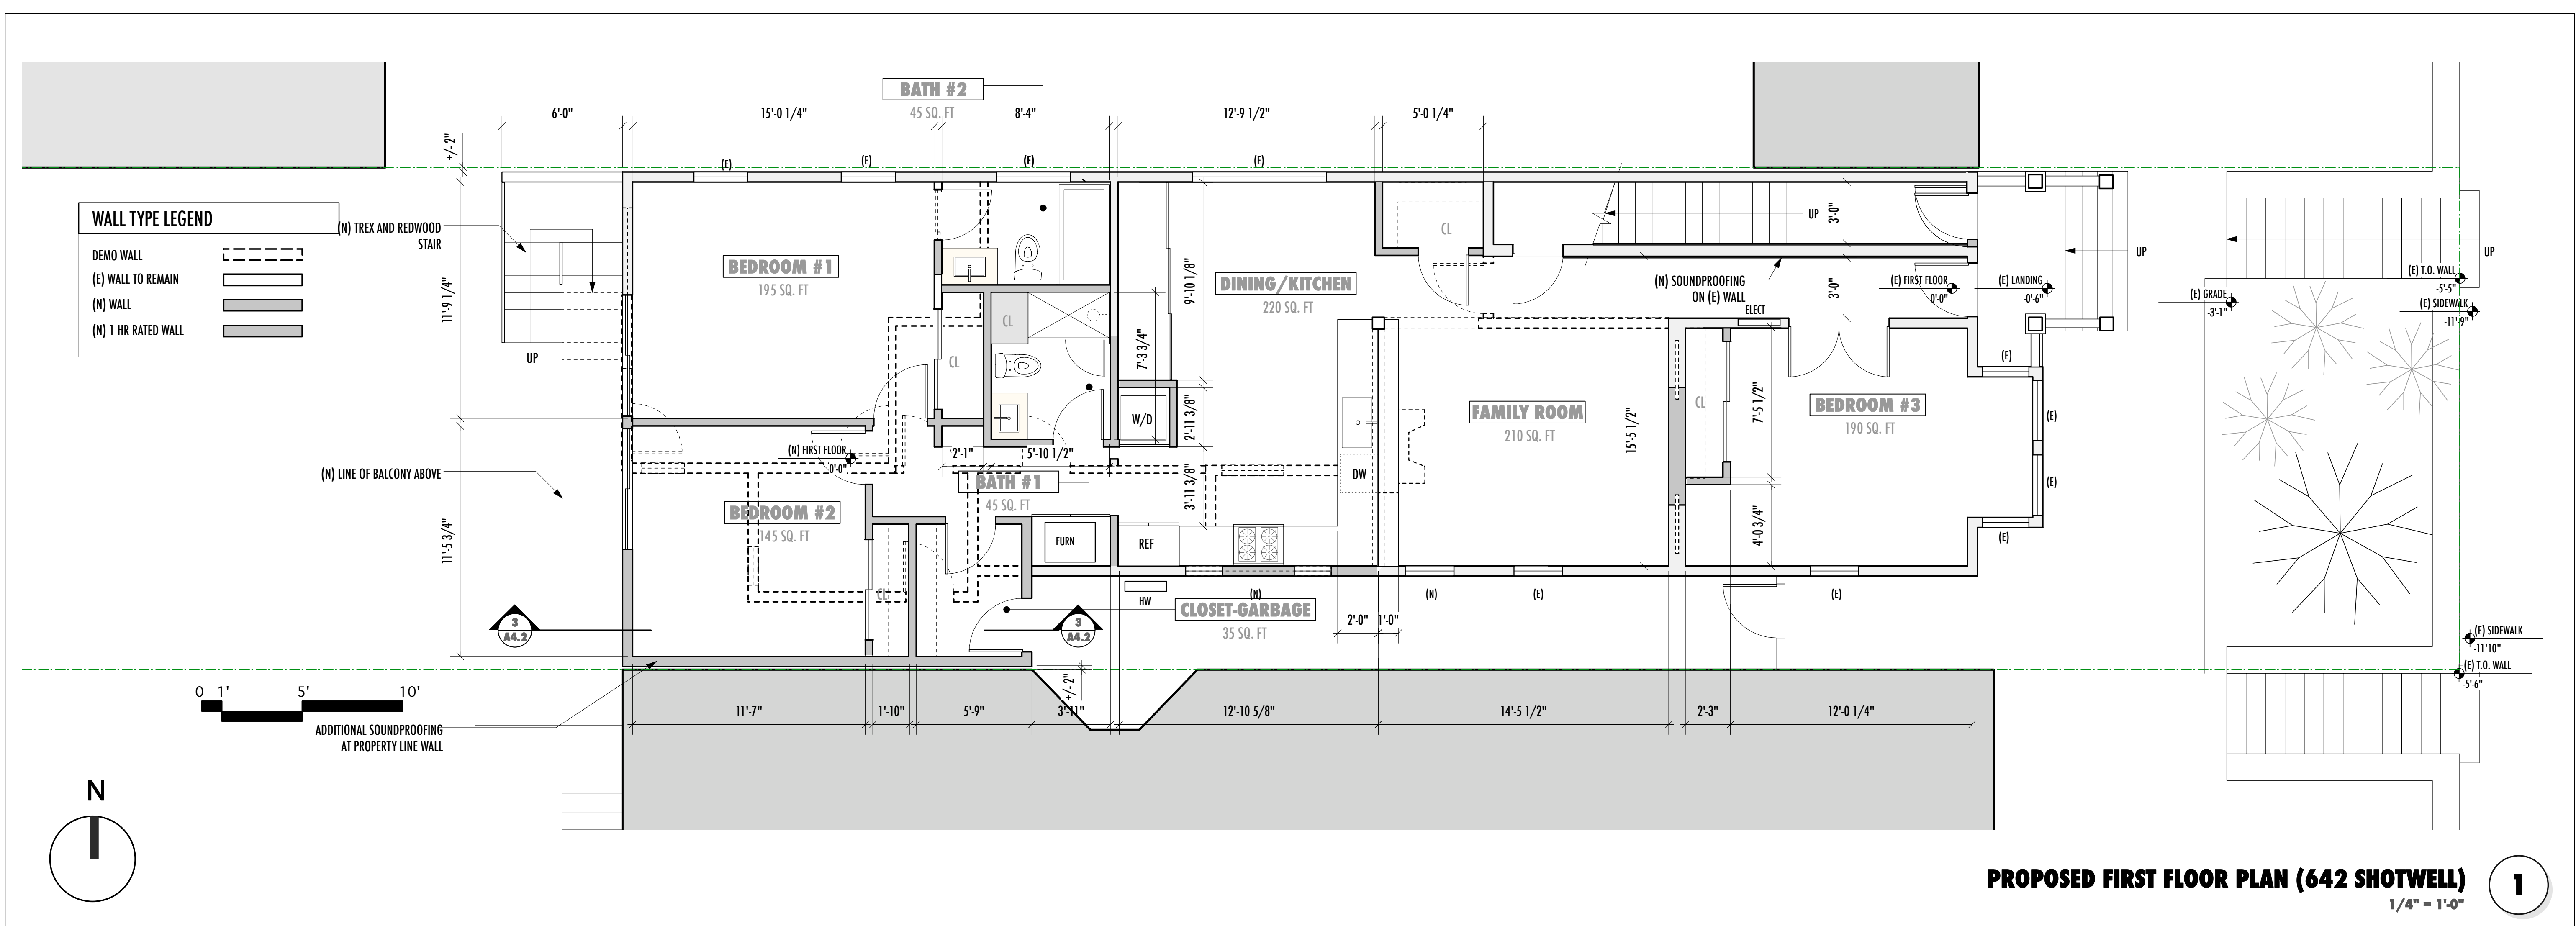 BATH #2
45 SQ. FT
6'-0"
15'-0 1/4"
8'-4"
12'-9 1/2"
5'-0 1/4"
+/- 2"
(E)
(E)
(E)
(E)
WALL TYPE LEGEND
DEMO WALL
(E) WALL TO REMAIN
(N) WALL
(N) 1 HR RATED WALL
(N) TREX AND REDWOOD
STAIR
UP
(N) LINE OF BALCONY ABOVE
11'-9 1/4"
11'-5 3/4"
BEDROOM #1
195 SQ. FT
CL
CL
7'-3 3/4"
W/D
9'-10 1/8"
2'-11 3/8"
3'-11 3/8"
DINING/KITCHEN
220 SQ. FT
CL
UP
3'-0"
3'-0"
(N) SOUNDPROOFING
ON (E) WALL
ELECT
(E) FIRST FLOOR
0'-0"
(E) LANDING
-0'-6"
UP
UP
(E) T.O. WALL
-5'-5"
(E) GRADE
-3'-1"
(E) SIDEWALK
-11'-9"
FAMILY ROOM
210 SQ. FT
15'-5 1/2"
CL
7'-5 1/2"
4'-0 3/4"
BEDROOM #3
190 SQ. FT
(E)
(E)
(E)
(E)
(N) FIRST FLOOR
0'-0"
2'-1"
5'-10 1/2"
BATH #1
45 SQ. FT
DW
BEDROOM #2
145 SQ. FT
CL
FURN
REF
HW
(N)
(N)
(E)
(E)
CLOSET-GARBAGE
35 SQ. FT
2'-0"
1'-0"
3
A4.2
3
A4.2
(E) SIDEWALK
-11'10"
(E) T.O. WALL
-5'-6"
+/- 2"
0 1' 5' 10'
ADDITIONAL SOUNDPROOFING
AT PROPERTY LINE WALL
11'-7"
1'-10"
5'-9"
3'-11"
12'-10 5/8"
14'-5 1/2"
2'-3"
12'-0 1/4"
N
PROPOSED FIRST FLOOR PLAN (642 SHOTWELL)
1/4" = 1'-0"
1